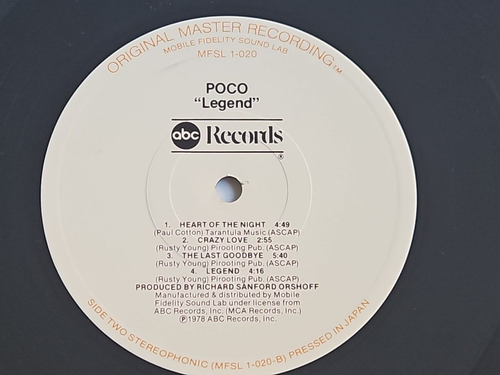 ORIGINAL MASTER RECORDING™
MOBILE FIDELITY SOUND LAB
MFSL 1-020
POCO
“Legend”
abc Records®
1. HEART OF THE NIGHT 4:49
(Paul Cotton) Tarantula Music (ASCAP)
2. CRAZY LOVE 2:55
(Rusty Young) Pirooting Pub. (ASCAP)
3. THE LAST GOODBYE 5:40
(Rusty Young) Pirooting Pub. (ASCAP)
4. LEGEND 4:16
(Rusty Young) Pirooting Pub. (ASCAP)
PRODUCED BY RICHARD SANFORD ORSHOFF
Manufactured & distributed by Mobile
Fidelity Sound Lab under license from
ABC Records, Inc. (MCA Records, Inc.)
Ⓟ1978 ABC Records, Inc.
SIDE TWO STEREOPHONIC (MFSL 1-020-B) PRESSED IN JAPAN